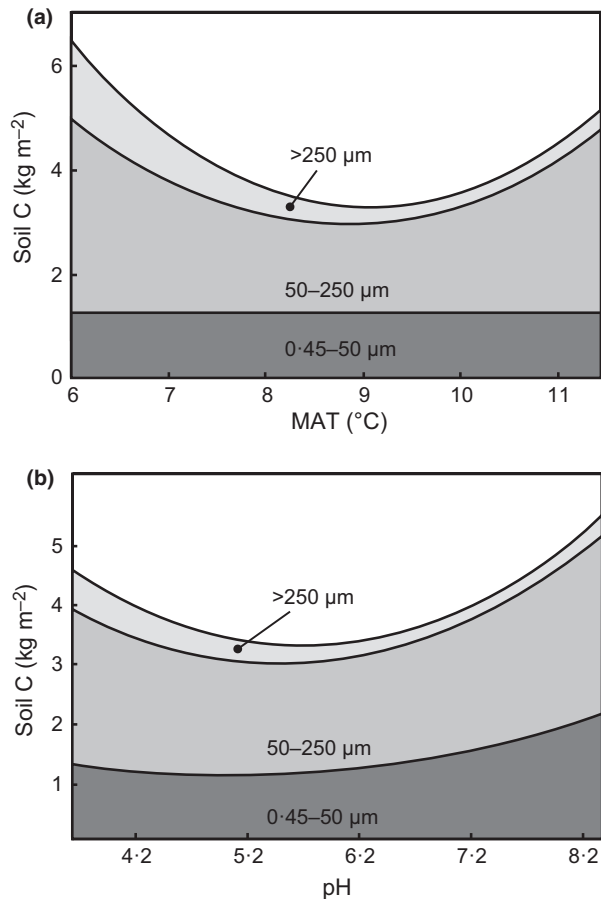 (a)
6
4
2
0
Soil C (kg m⁻²)
>250 µm
50–250 µm
0·45–50 µm
6 7 8 9 10 11
MAT (°C)
(b)
5
4
3
2
1
Soil C (kg m⁻²)
>250 µm
50–250 µm
0·45–50 µm
4·2 5·2 6·2 7·2 8·2
pH